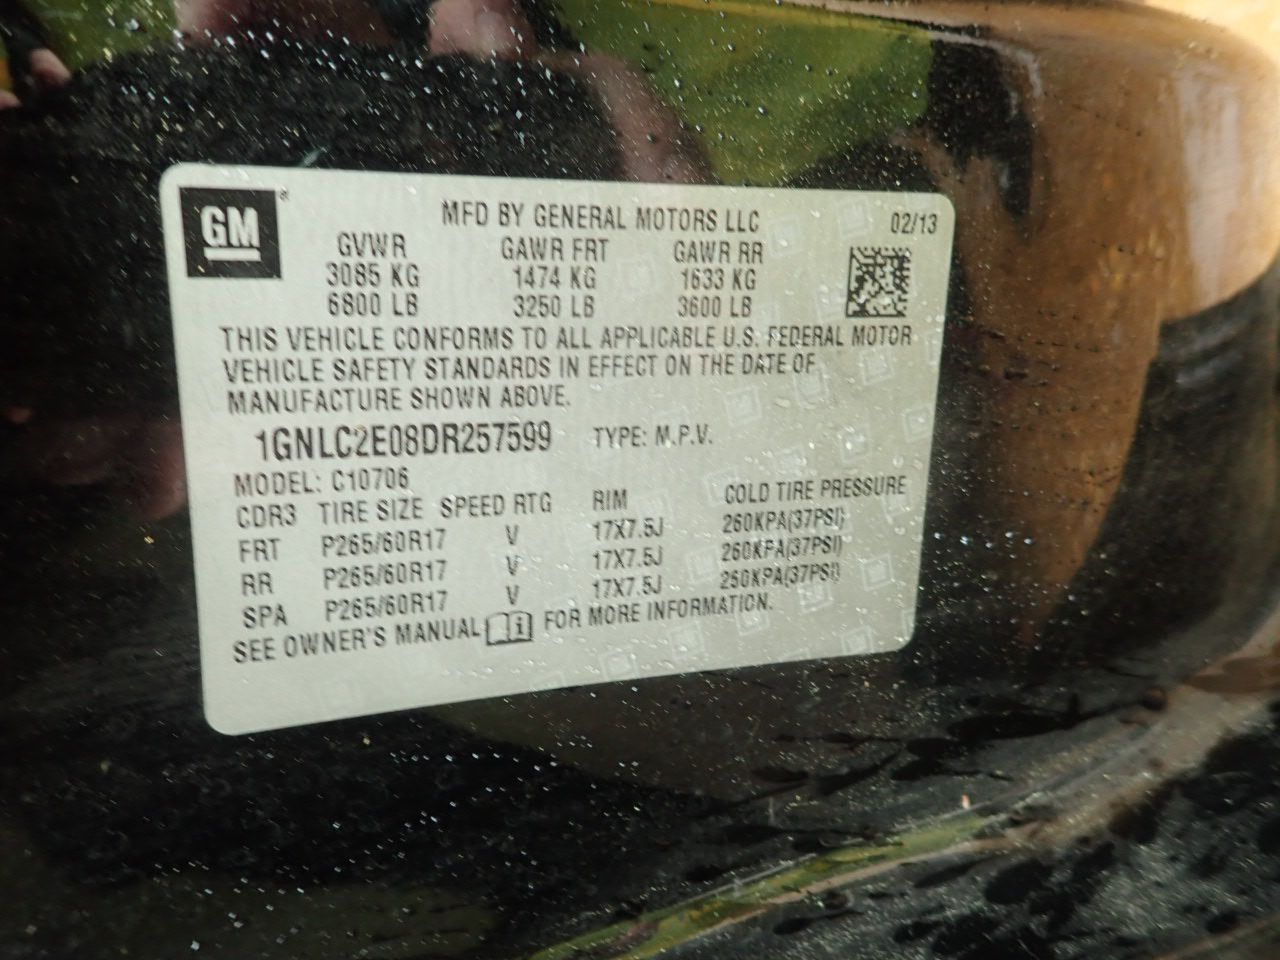 GM
MFD BY GENERAL MOTORS LLC 02/13
GVWR GAWR FRT GAWR RR
3085 KG 1474 KG 1633 KG
6800 LB 3250 LB 3600 LB
THIS VEHICLE CONFORMS TO ALL APPLICABLE U.S. FEDERAL MOTOR
VEHICLE SAFETY STANDARDS IN EFFECT ON THE DATE OF
MANUFACTURE SHOWN ABOVE.
1GNLC2E08DR257599 TYPE: M.P.V.
MODEL: C10706
CDR3 TIRE SIZE SPEED RTG RIM COLD TIRE PRESSURE
FRT P265/60R17 V 17X7.5J 260KPA(37PSI)
RR P265/60R17 V 17X7.5J 260KPA(37PSI)
SPA P265/60R17 V 17X7.5J 260KPA(37PSI)
SEE OWNER'S MANUAL FOR MORE INFORMATION.